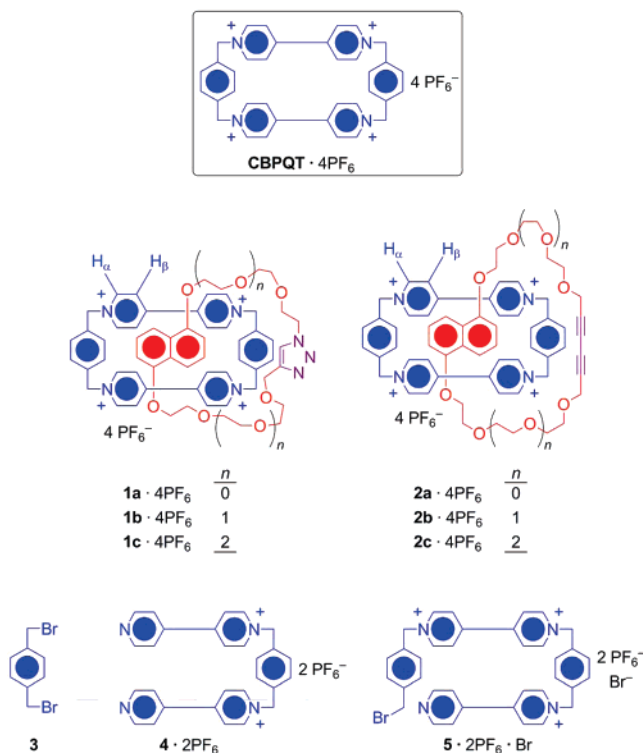 N
+
N
+
N
+
N
+
4 PF₆⁻
CBPQT · 4PF₆
Hα
Hβ
O
O
n
O
N
+
N
+
N
N
N
N
+
N
+
O
O
O
O
n
4 PF₆⁻
Hα
Hβ
O
O
n
O
O
O
N
+
N
+
N
+
N
+
4 PF₆⁻
O
O
O
n
O
n
1a · 4PF₆ 0
1b · 4PF₆ 1
1c · 4PF₆ 2
n
2a · 4PF₆ 0
2b · 4PF₆ 1
2c · 4PF₆ 2
Br
Br
3
N
N
+
N
N
+
2 PF₆⁻
4 · 2PF₆
N
+
N
+
Br
N
N
+
2 PF₆⁻
Br⁻
5 · 2PF₆ · Br